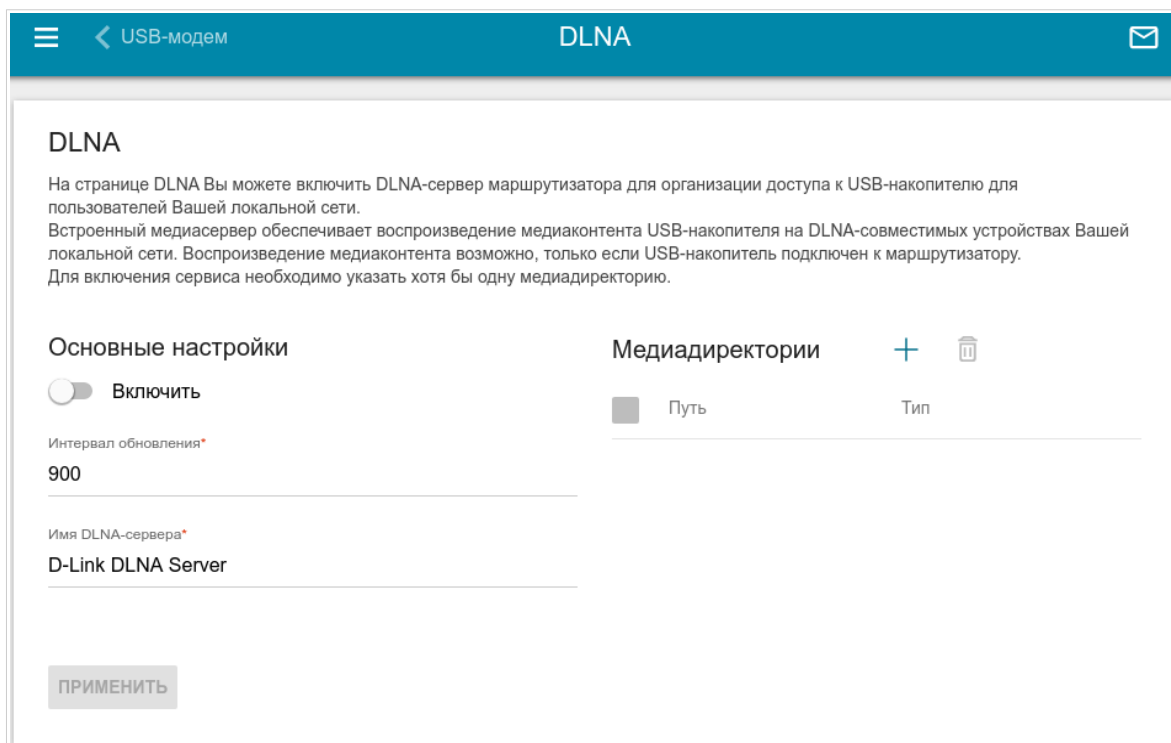 USB-модем
DLNA
DLNA
На странице DLNA Вы можете включить DLNA-сервер маршрутизатора для организации доступа к USB-накопителю для
пользователей Вашей локальной сети.
Встроенный медиасервер обеспечивает воспроизведение медиаконтента USB-накопителя на DLNA-совместимых устройствах Вашей
локальной сети. Воспроизведение медиаконтента возможно, только если USB-накопитель подключен к маршрутизатору.
Для включения сервиса необходимо указать хотя бы одну медиадиректорию.
Основные настройки
Включить
Интервал обновления*
900
Имя DLNA-сервера*
D-Link DLNA Server
ПРИМЕНИТЬ
Медиадиректории
Путь Тип